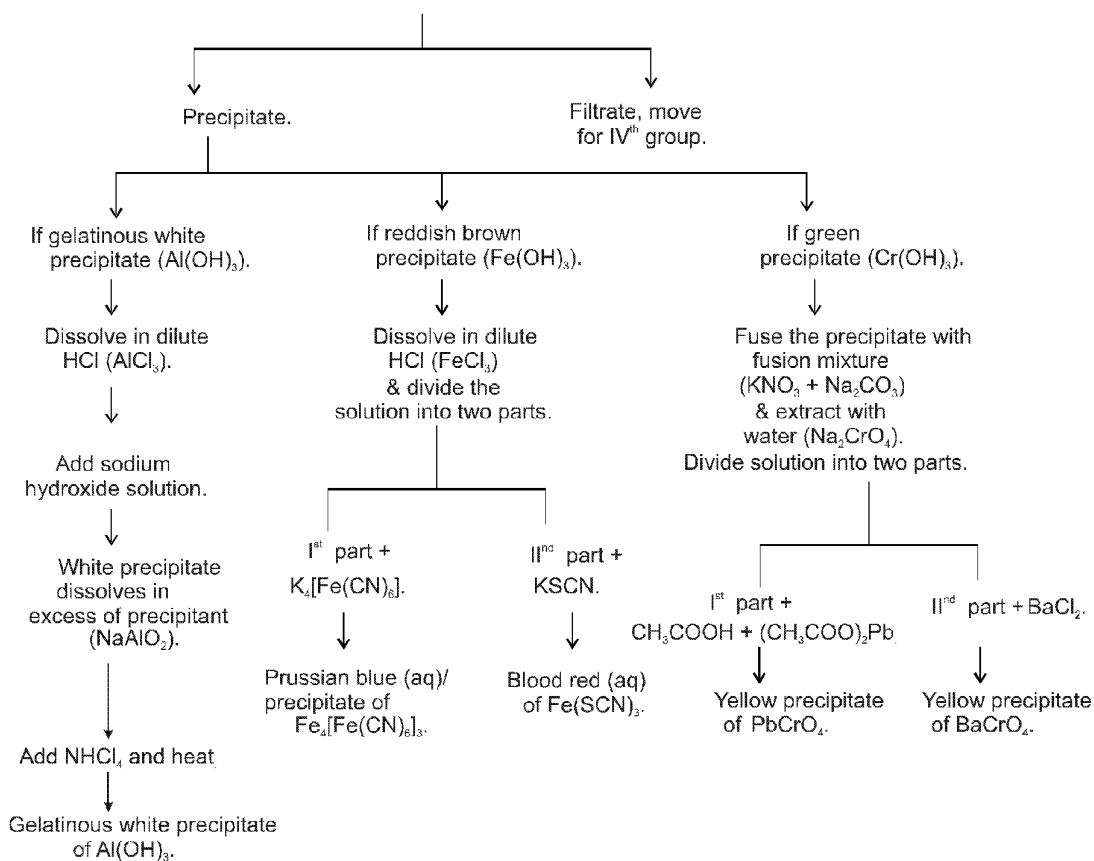 Precipitate.
Filtrate, move
for IVᵗʰ group.
If gelatinous white
precipitate (Al(OH)₃).
If reddish brown
precipitate (Fe(OH)₃).
If green
precipitate (Cr(OH)₃).
Dissolve in dilute
HCl (AlCl₃).
Add sodium
hydroxide solution.
White precipitate
dissolves in
excess of precipitant
(NaAlO₂).
Add NHCl₄ and heat
Gelatinous white precipitate
of Al(OH)₃.
Dissolve in dilute
HCl (FeCl₃)
& divide the
solution into two parts.
Iˢᵗ part +
K₄[Fe(CN)₆].
Prussian blue (aq)/
precipitate of
Fe₄[Fe(CN)₆]₃.
IIⁿᵈ part +
KSCN.
Blood red (aq)
of Fe(SCN)₃.
Fuse the precipitate with
fusion mixture
(KNO₃ + Na₂CO₃)
& extract with
water (Na₂CrO₄).
Divide solution into two parts.
Iˢᵗ part +
CH₃COOH + (CH₃COO)₂Pb
Yellow precipitate
of PbCrO₄.
IIⁿᵈ part + BaCl₂.
Yellow precipitate
of BaCrO₄.